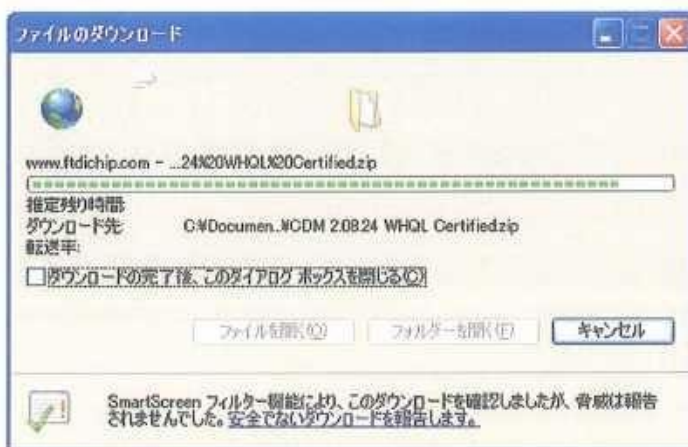 ファイルのダウンロード
www.ftdichip.com - ...24%20WHQL%20Certified.zip
推定残り時間:
ダウンロード先: C:¥Documen..¥CDM 2.08.24 WHQL Certified.zip
転送率:
ダウンロードの完了後、このダイアログ ボックスを閉じる(C)
ファイルを開く(O) フォルダーを開く(F) キャンセル
SmartScreen フィルター機能により、このダウンロードを確認しましたが、脅威は報告
されませんでした。安全でないダウンロードを報告します。